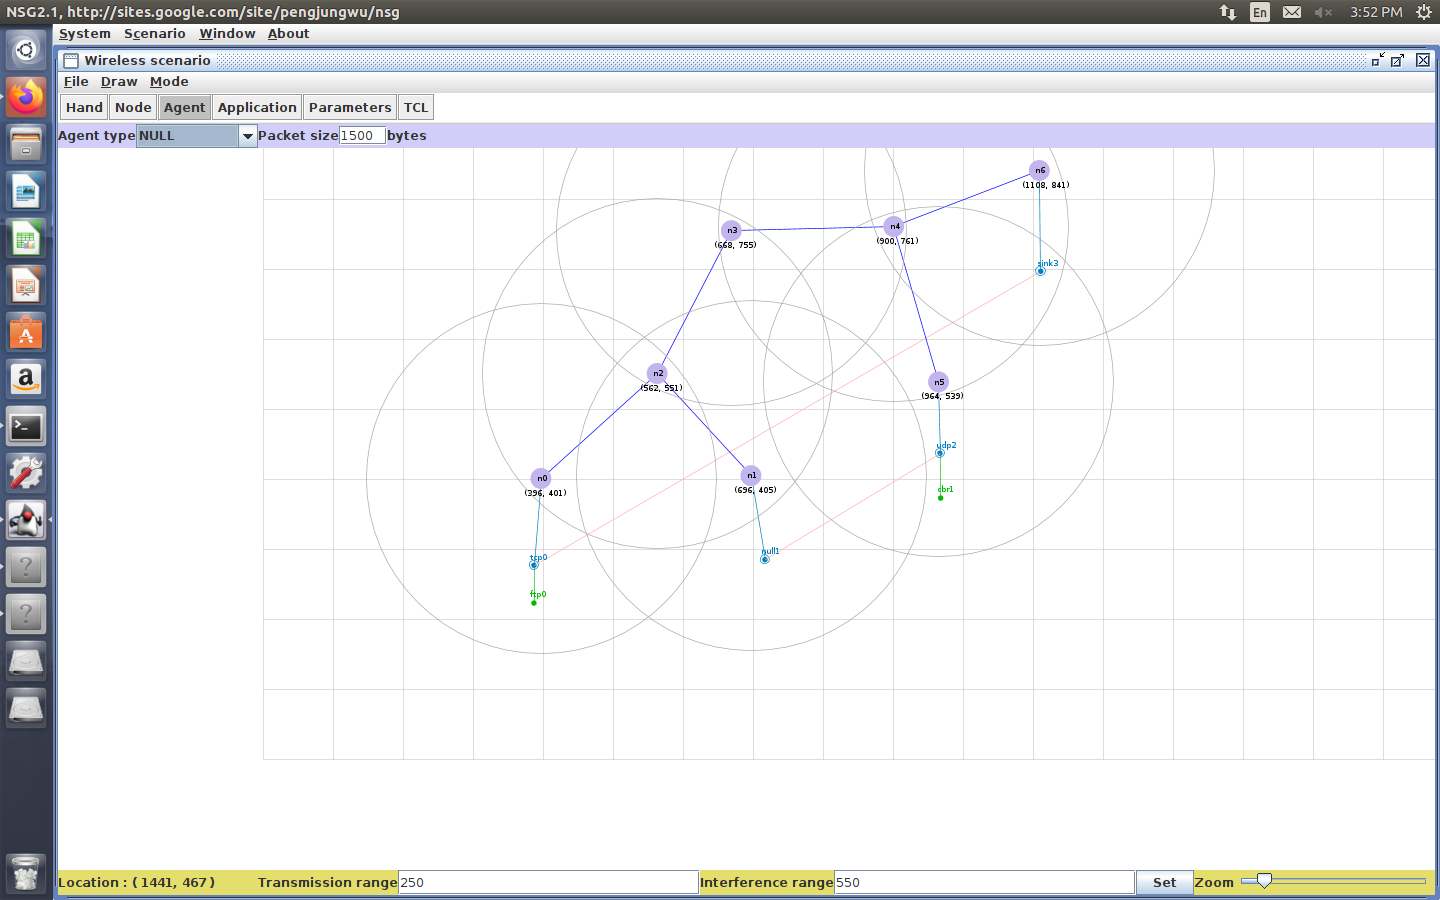 NSG2.1, http://sites.google.com/site/pengjungwu/nsg En 3:52 PM
System Scenario Window About
Wireless scenario
File Draw Mode
Hand Node Agent Application Parameters TCL
Agent type NULL Packet size 1500 bytes
n6
(1108, 841)
n3
(668, 755)
n4
(900, 761)
sink3
n2
(562, 551)
n5
(964, 539)
udp2
n0
(396, 401)
n1
(696, 405)
cbr1
tcp0
null1
ftp0
Location : ( 1441, 467 ) Transmission range 250 Interference range 550 Set Zoom